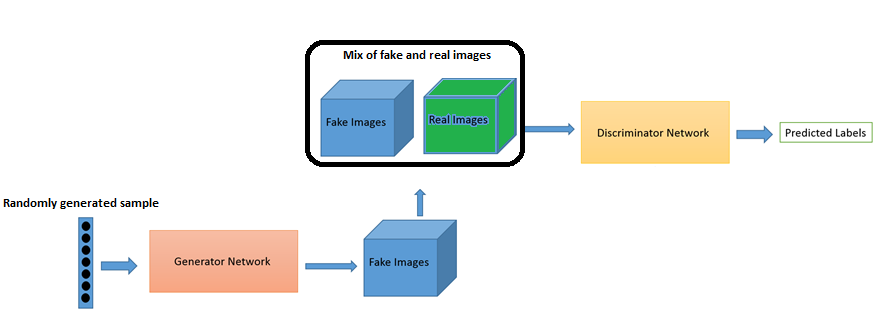 Mix of fake and real images
Fake Images
Real Images
Discriminator Network
Predicted Labels
Randomly generated sample
Generator Network
Fake Images